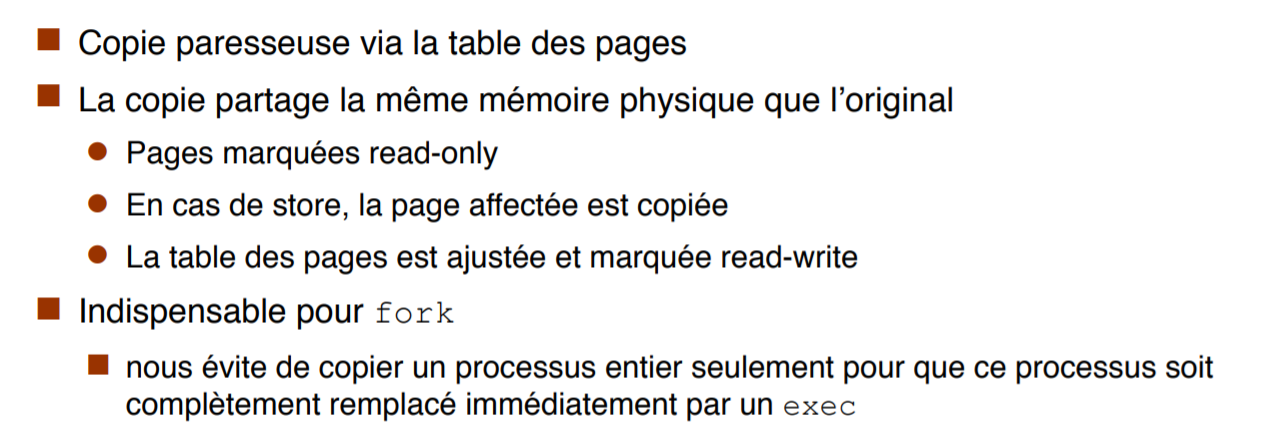 Copie paresseuse via la table des pages
La copie partage la même mémoire physique que l'original
Pages marquées read-only
En cas de store, la page affectée est copiée
La table des pages est ajustée et marquée read-write
Indispensable pour fork
nous évite de copier un processus entier seulement pour que ce processus soit
complètement remplacé immédiatement par un exec